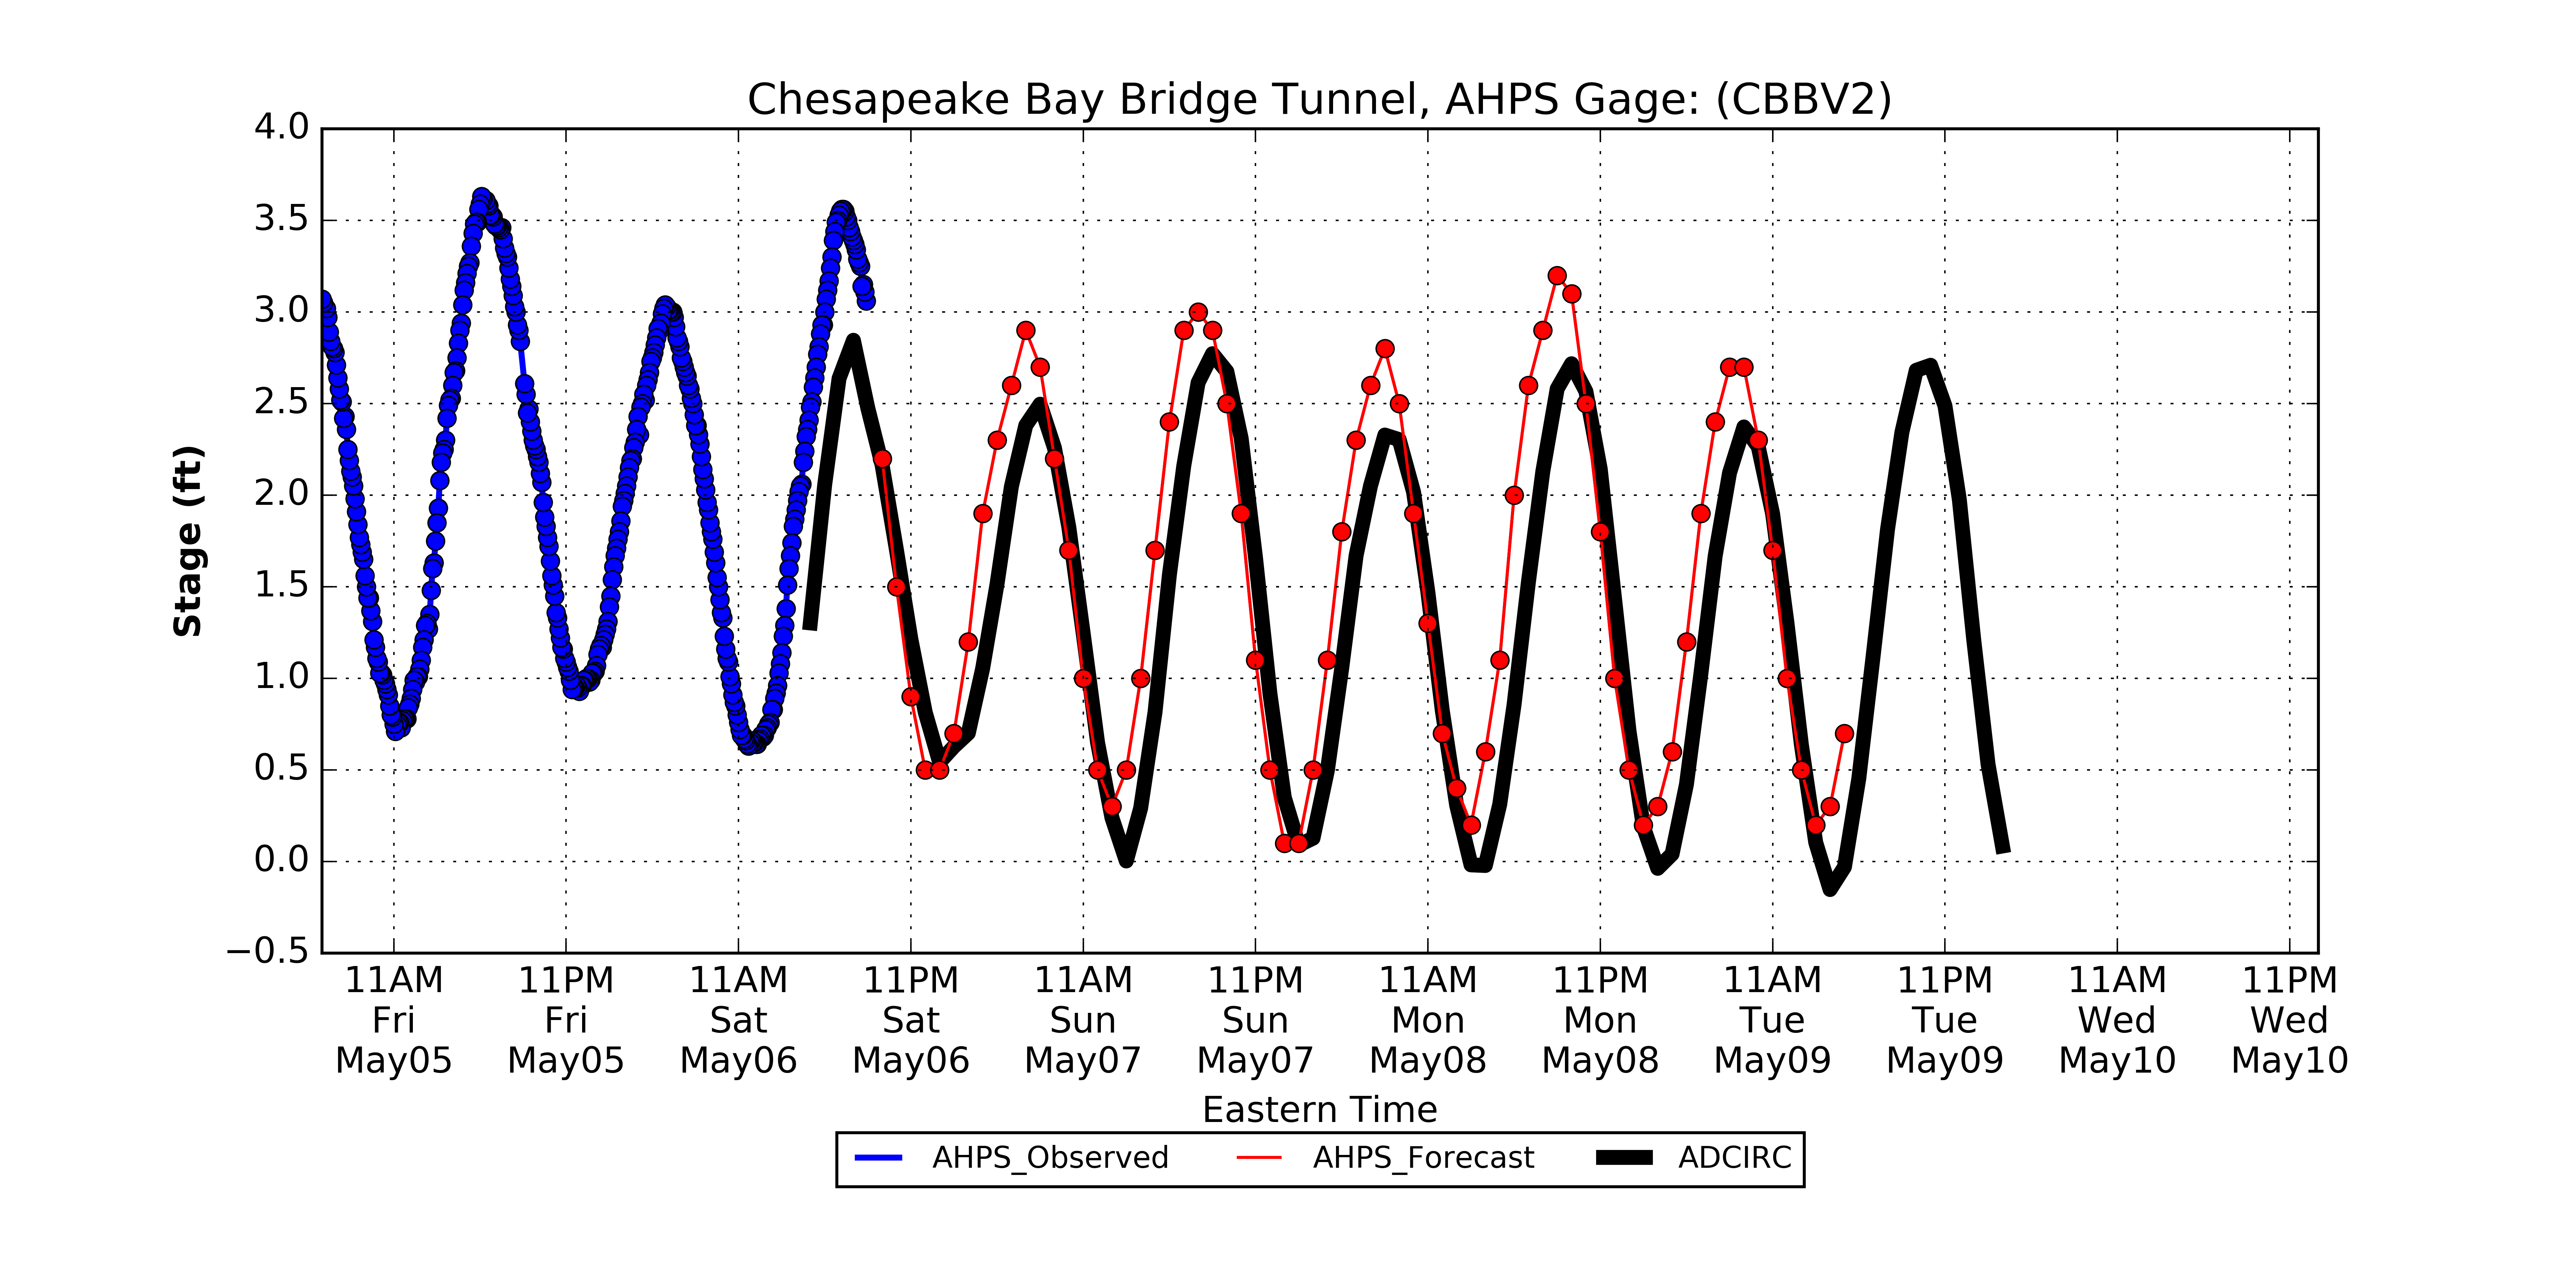 Chesapeake Bay Bridge Tunnel, AHPS Gage: (CBBV2)
4.0
3.5
3.0
2.5
2.0
1.5
1.0
0.5
0.0
−0.5
Stage (ft)
11AM 11PM 11AM 11PM 11AM 11PM 11AM 11PM 11AM 11PM 11AM 11PM
Fri Fri Sat Sat Sun Sun Mon Mon Tue Tue Wed Wed
May05 May05 May06 May06 May07 May07 May08 May08 May09 May09 May10 May10
Eastern Time
AHPS_Observed AHPS_Forecast ADCIRC